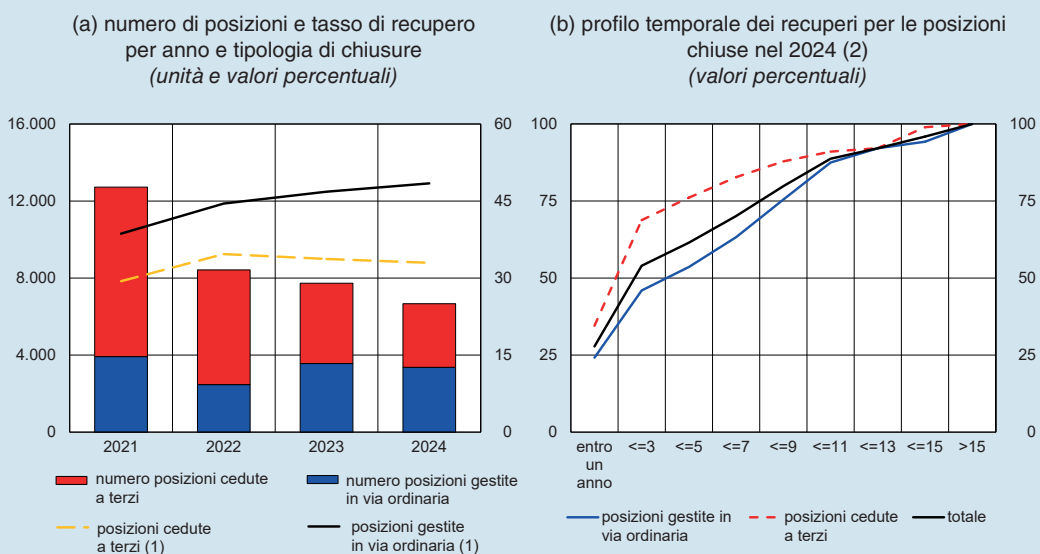 (a) numero di posizioni e tasso di recupero
per anno e tipologia di chiusure
(unità e valori percentuali)
16.000
12.000
8.000
4.000
0
60
45
30
15
0
2021
2022
2023
2024
numero posizioni cedute
a terzi
numero posizioni gestite
in via ordinaria
posizioni cedute
a terzi (1)
posizioni gestite
in via ordinaria (1)
(b) profilo temporale dei recuperi per le posizioni
chiuse nel 2024 (2)
(valori percentuali)
100
75
50
25
0
100
75
50
25
0
entro
un
anno
<=3
<=5
<=7
<=9
<=11
<=13
<=15
>15
posizioni gestite in
via ordinaria
posizioni cedute a
terzi
totale